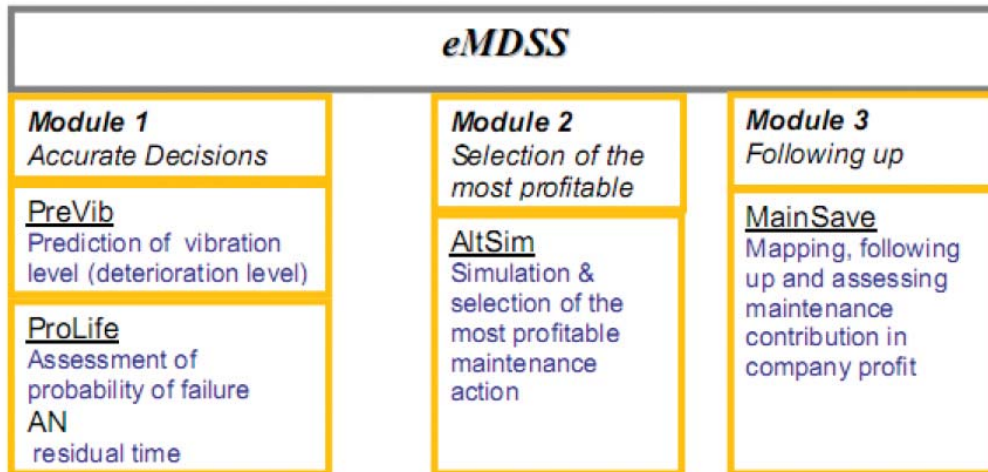 eMDSS
Module 1
Accurate Decisions
PreVib
Prediction of vibration
level (deterioration level)
ProLife
Assessment of
probability of failure
AN
residual time
Module 2
Selection of the
most profitable
AltSim
Simulation &
selection of the
most profitable
maintenance
action
Module 3
Following up
MainSave
Mapping, following
up and assessing
maintenance
contribution in
company profit